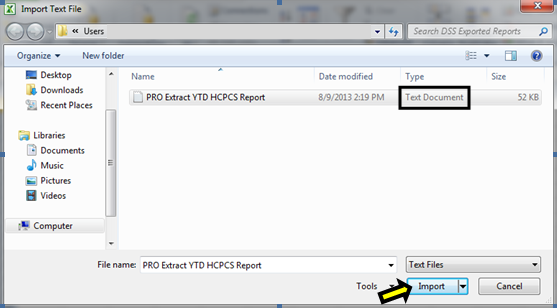 Import Text File
« Users
Search DSS Exported Reports
Organize New folder
Name Date modified Type Size
Desktop
Downloads
Recent Places
Libraries
Documents
Music
Pictures
Videos
Computer
PRO Extract YTD HCPCS Report 8/9/2013 2:19 PM Text Document 52 KB
File name: PRO Extract YTD HCPCS Report Text Files
Tools Import Cancel